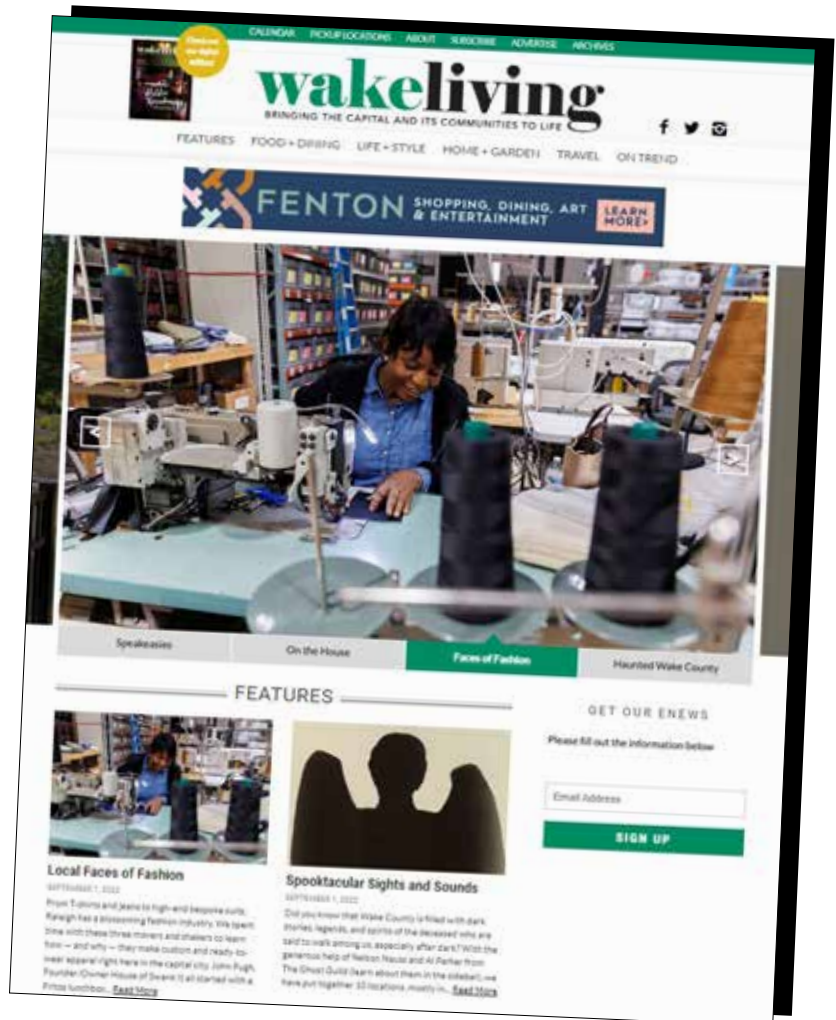 CALENDAR PICKUP LOCATIONS ABOUT SUBSCRIBE ADVERTISE ARCHIVES
wakeliving
BRINGING THE CAPITAL AND ITS COMMUNITIES TO LIFE
FEATURES FOOD + DINING LIFE + STYLE HOME + GARDEN TRAVEL ON TREND
FENTON SHOPPING, DINING, ART
& ENTERTAINMENT
LEARN
MORE>
Speakeasies On the House Faces of Fashion Haunted Wake County
FEATURES
Local Faces of Fashion
SEPTEMBER 1, 2022
From T-shirts and jeans to high-end bespoke suits,
Raleigh has a blossoming fashion industry. We spent
time with these three movers and shakers to learn
how — and why — they make custom and ready-to-
wear apparel right here in the capital city. John Pugh,
Founder/Owner House of Swank It all started with a
lunchbox... Read More
Spooktacular Sights and Sounds
SEPTEMBER 1, 2022
Did you know that Wake County is filled with dark
stories, legends, and spirits of the deceased who are
said to walk among us, especially after dark? With the
generous help of Nelson Nauss and Al Parker from
The Ghost Guild (learn about them in the sidebar), we
have put together 10 locations, mostly in... Read More
GET OUR ENEWS
Please fill out the information below
Email Address
SIGN UP